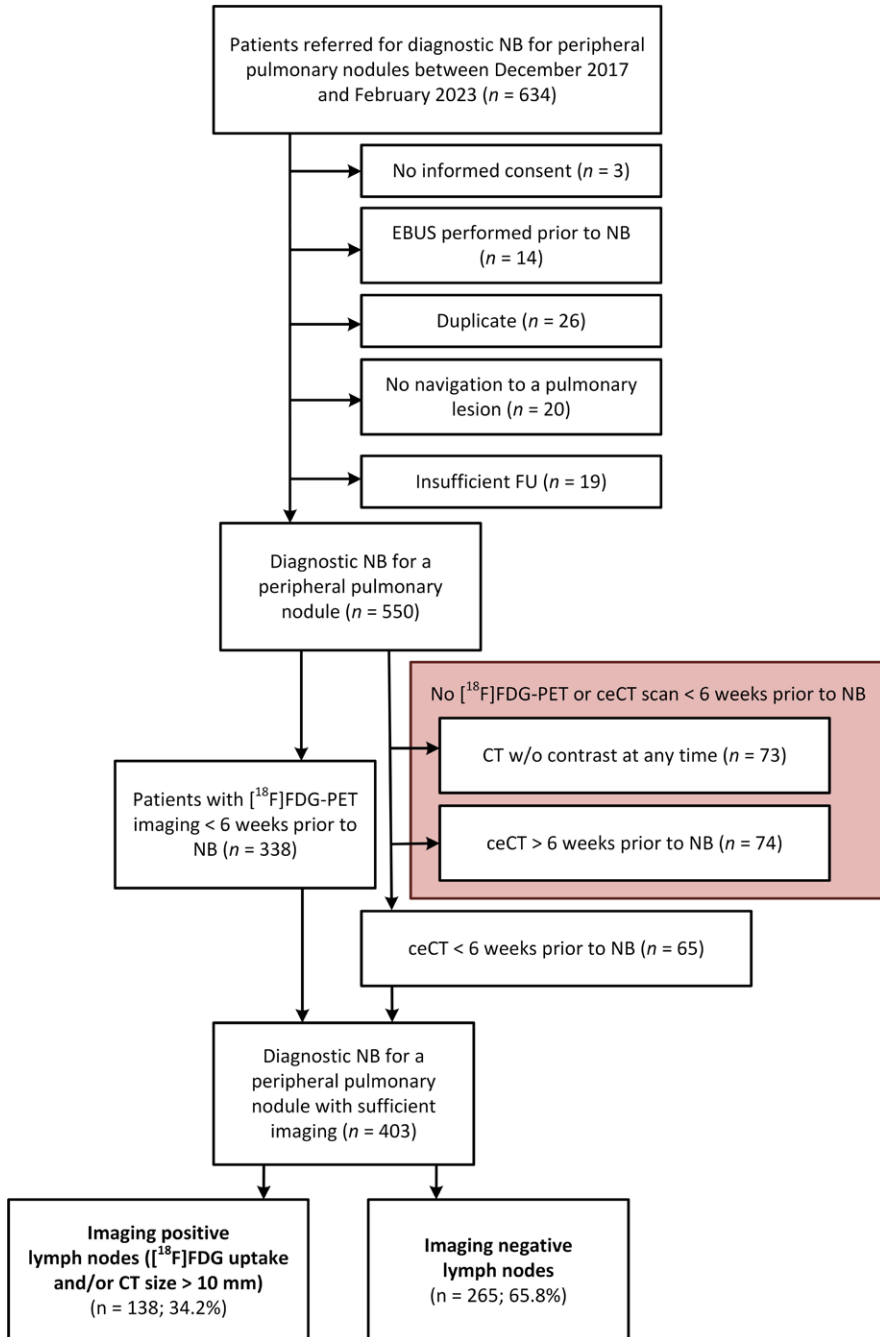 Patients referred for diagnostic NB for peripheral
pulmonary nodules between December 2017
and February 2023 (n = 634)
No informed consent (n = 3)
EBUS performed prior to NB
(n = 14)
Duplicate (n = 26)
No navigation to a pulmonary
lesion (n = 20)
Insufficient FU (n = 19)
Diagnostic NB for a
peripheral pulmonary
nodule (n = 550)
No [¹⁸F]FDG-PET or ceCT scan < 6 weeks prior to NB
CT w/o contrast at any time (n = 73)
Patients with [¹⁸F]FDG-PET
imaging < 6 weeks prior to
NB (n = 338)
ceCT > 6 weeks prior to NB (n = 74)
ceCT < 6 weeks prior to NB (n = 65)
Diagnostic NB for a
peripheral pulmonary
nodule with sufficient
imaging (n = 403)
Imaging positive
lymph nodes ([¹⁸F]FDG uptake
and/or CT size > 10 mm)
(n = 138; 34.2%)
Imaging negative
lymph nodes
(n = 265; 65.8%)